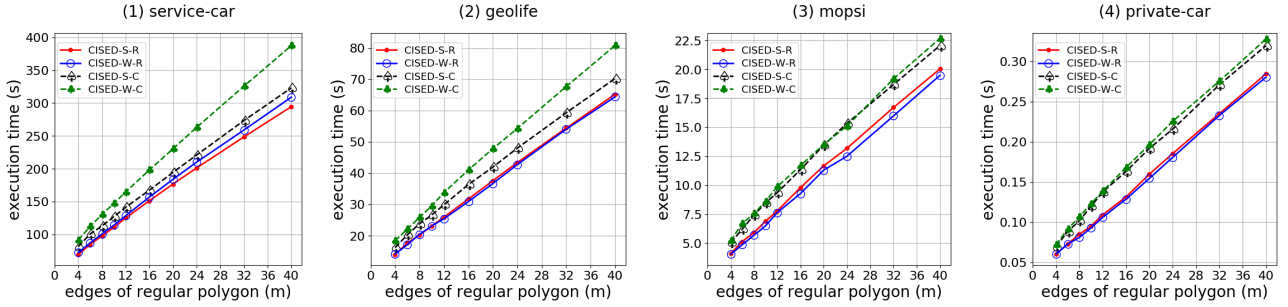 (1) service-car
execution time (s)
400
350
300
250
200
150
100
CISED-S-R
CISED-W-R
CISED-S-C
CISED-W-C
0 4 8 12 16 20 24 28 32 36 40
edges of regular polygon (m)
(2) geolife
execution time (s)
80
60
40
20
CISED-S-R
CISED-W-R
CISED-S-C
CISED-W-C
0 4 8 12 16 20 24 28 32 36 40
edges of regular polygon (m)
(3) mopsi
execution time (s)
22.5
20.0
17.5
15.0
12.5
10.0
7.5
5.0
CISED-S-R
CISED-W-R
CISED-S-C
CISED-W-C
0 4 8 12 16 20 24 28 32 36 40
edges of regular polygon (m)
(4) private-car
execution time (s)
0.30
0.25
0.20
0.15
0.10
0.05
CISED-S-R
CISED-W-R
CISED-S-C
CISED-W-C
0 4 8 12 16 20 24 28 32 36 40
edges of regular polygon (m)